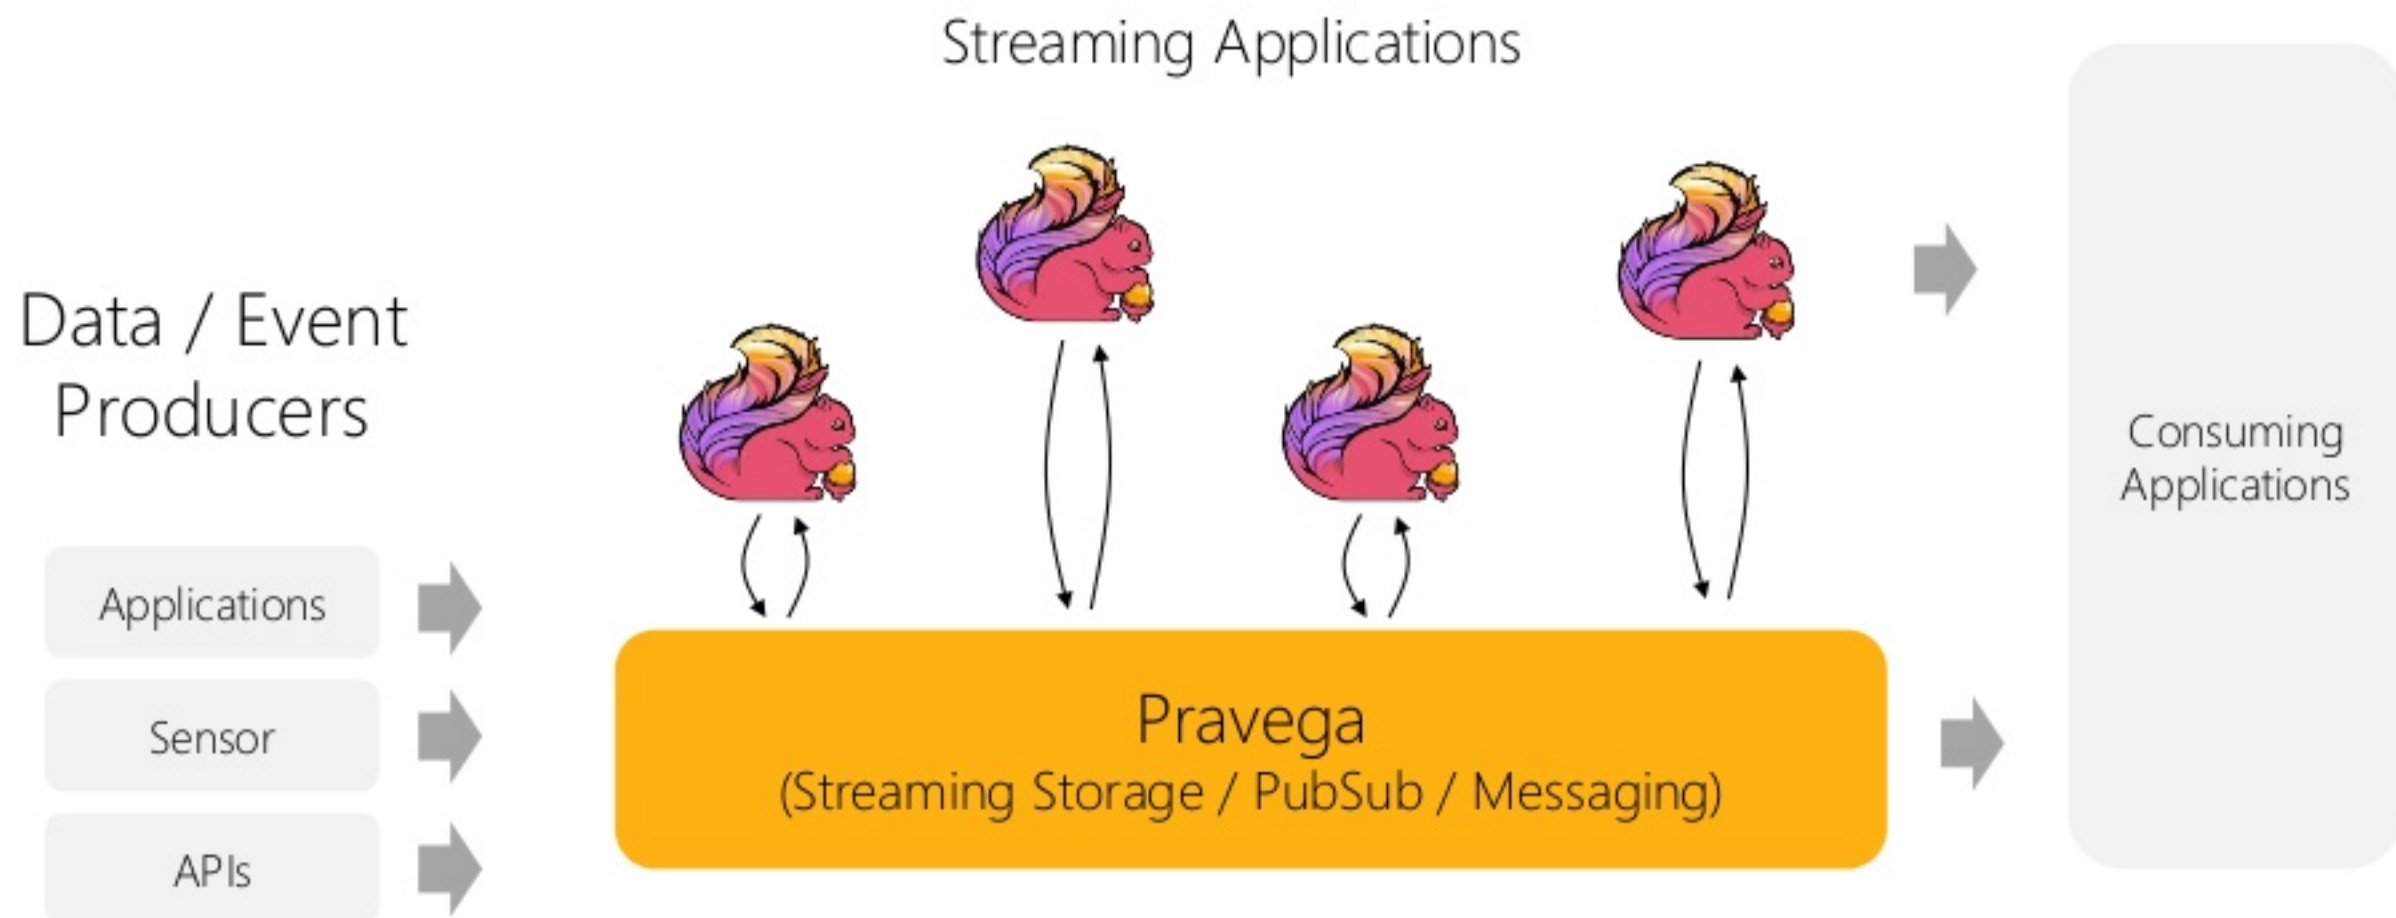 Streaming Applications
Data / Event
Producers
Applications
Sensor
APIs
Pravega
(Streaming Storage / PubSub / Messaging)
Consuming
Applications